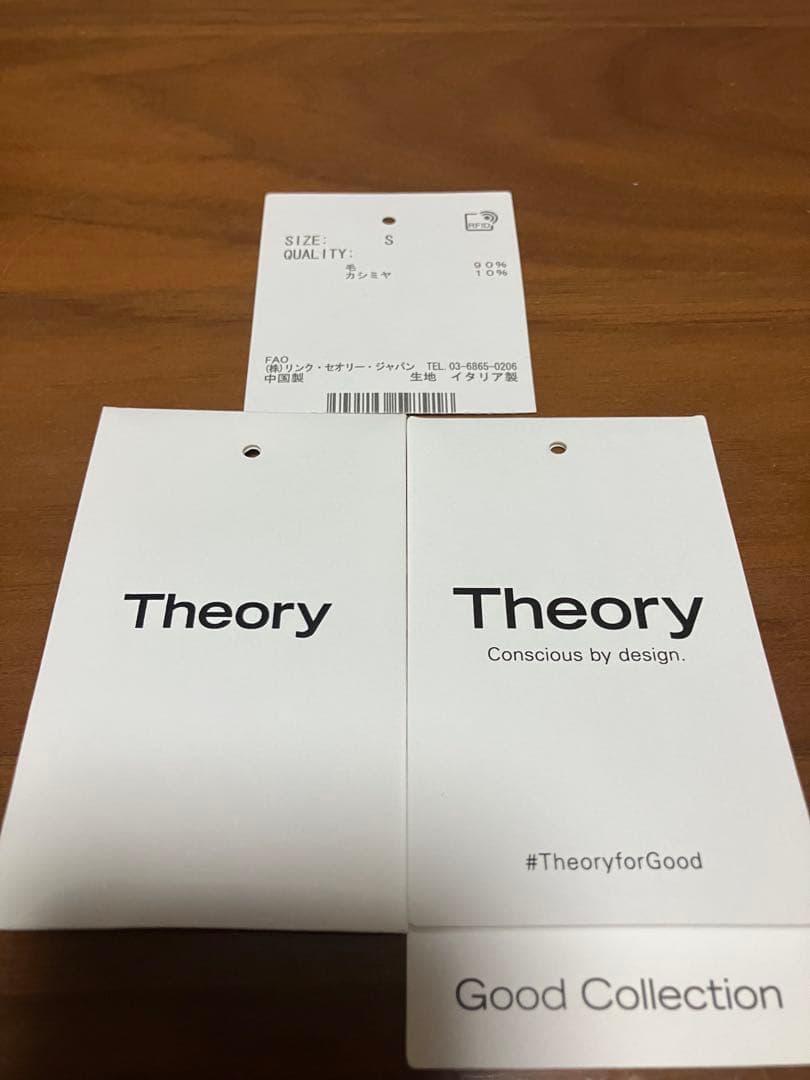 RFID
SIZE: S
QUALITY:
毛 90%
カシミヤ 10%
FAO
(株)リンク・セオリー・ジャパン TEL. 03-6865-0206
中国製 生地 イタリア製
Theory
Theory
Conscious by design.
#TheoryforGood
Good Collection